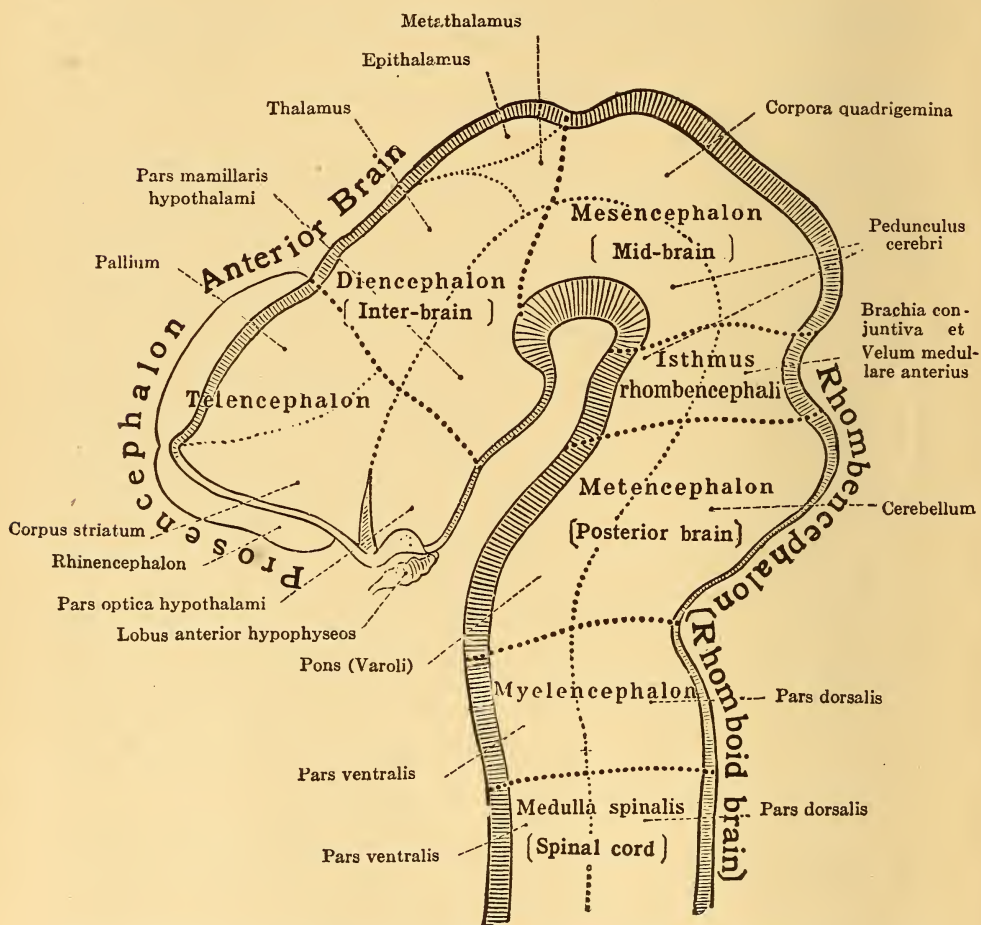 Metathalamus
Epithalamus
Thalamus
Corpora quadrigemina
Pars mamillaris
hypothalami
Pallium
Anterior Brain
Prosencephalon
Mesencephalon
(Mid-brain)
Pedunculus
cerebri
Diencephalon
(Inter-brain)
Brachia con-
juntiva et
Velum medul-
lare anterius
Isthmus
rhombencephali
Telencephalon
Rhombencephalon
(Rhomboid brain)
Metencephalon
(Posterior brain)
Cerebellum
Corpus striatum
Rhinencephalon
Pars optica hypothalami
Lobus anterior hypophyseos
Pons (Varoli)
Myelencephalon
Pars dorsalis
Pars ventralis
Medulla spinalis
(Spinal cord)
Pars dorsalis
Pars ventralis